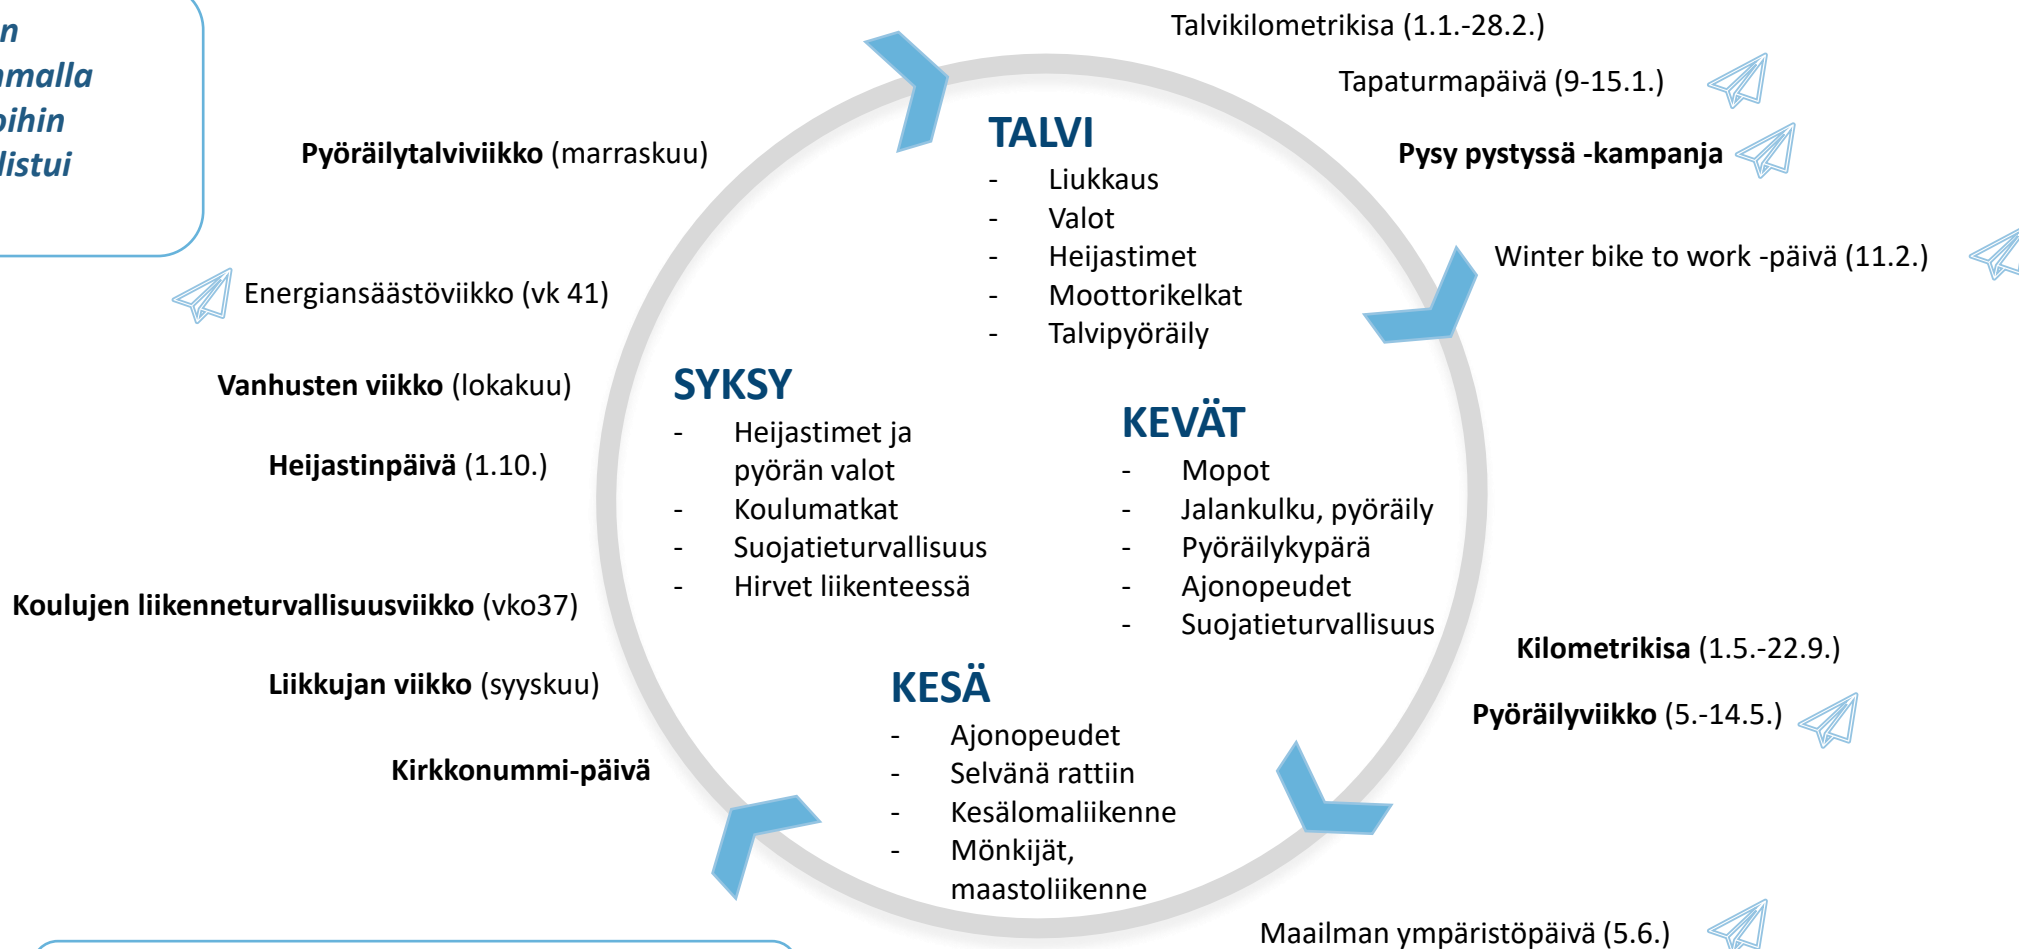 Talvikilometrikisa (1.1.-28.2.)
Tapaturmapäivä (9-15.1.)
Pysy pystyssä -kampanja
Winter bike to work -päivä (11.2.)
Pyöräilytalviviikko (marraskuu)
Energiansäästöviikko (vk 41)
Vanhusten viikko (lokakuu)
Heijastinpäivä (1.10.)
Koulujen liikenneturvallisuusviikko (vko37)
Liikkujan viikko (syyskuu)
Kirkkonummi-päivä
TALVI
- Liukkaus
- Valot
- Heijastimet
- Moottorikelkat
- Talvipyöräily
SYKSY
- Heijastimet ja
pyörän valot
- Koulumatkat
- Suojatieturvallisuus
- Hirvet liikenteessä
KEVÄT
- Mopot
- Jalankulku, pyöräily
- Pyöräilykypärä
- Ajonopeudet
- Suojatieturvallisuus
KESÄ
- Ajonopeudet
- Selvänä rattiin
- Kesälomaliikenne
- Mönkijät,
maastoliikenne
Kilometrikisa (1.5.-22.9.)
Pyöräilyviikko (5.-14.5.)
Maailman ympäristöpäivä (5.6.)